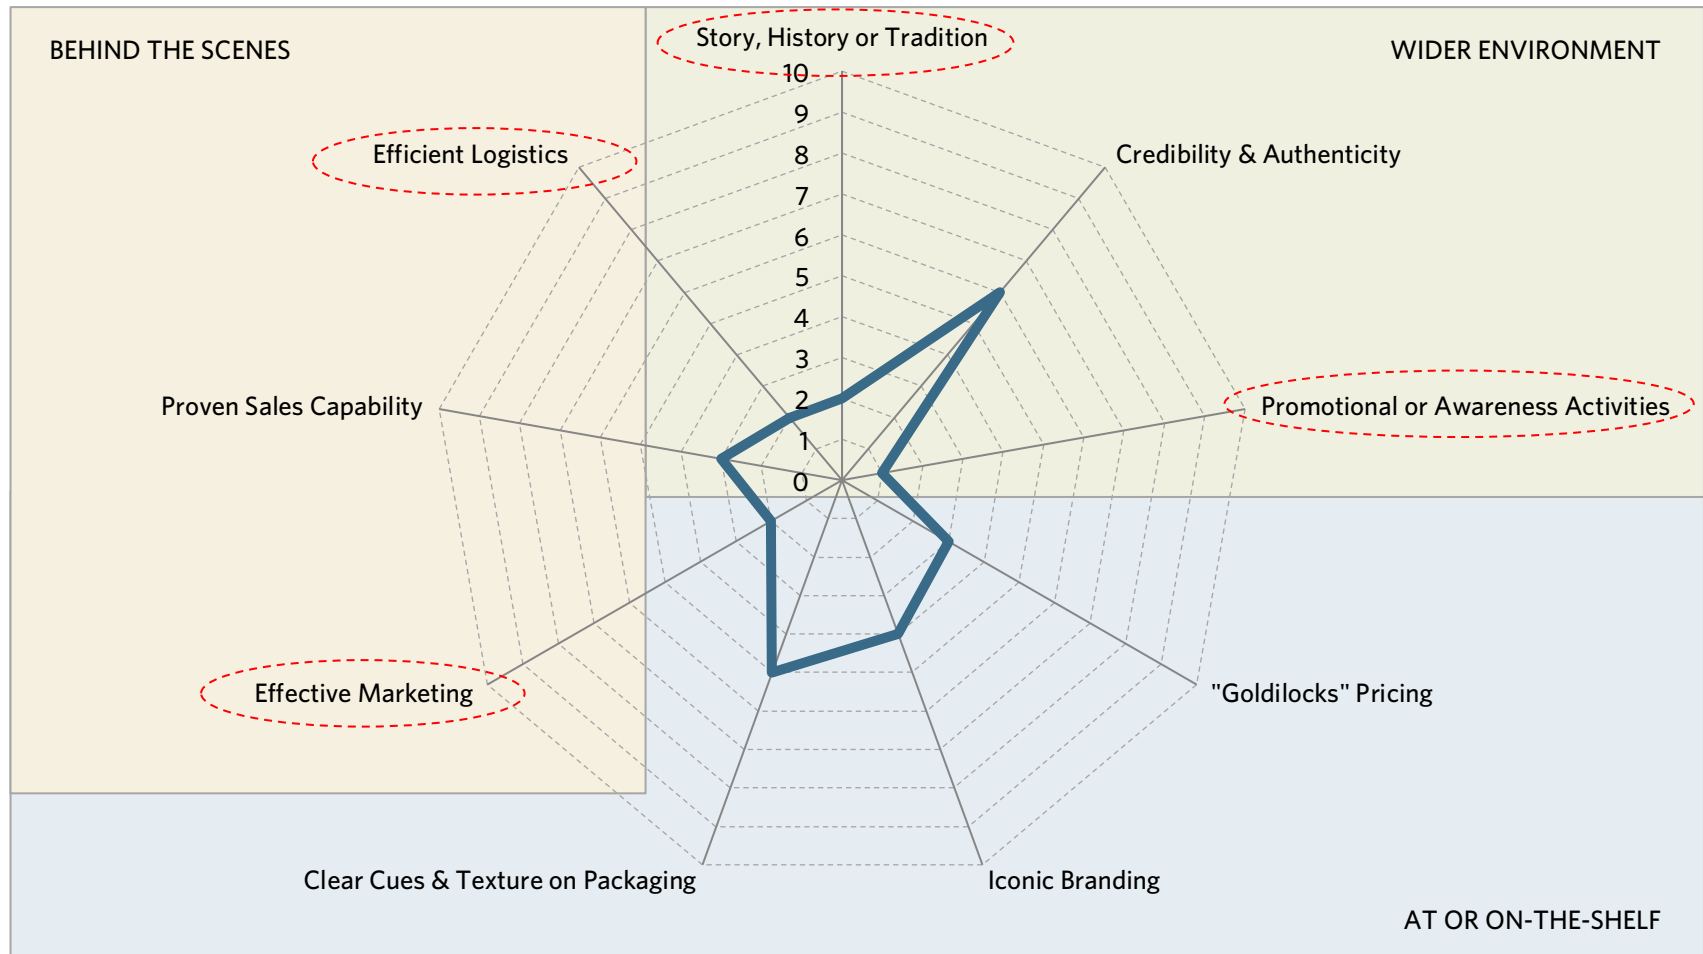 BEHIND THE SCENES
Story, History or Tradition
WIDER ENVIRONMENT
10
9
8
7
6
5
4
3
2
1
0
Efficient Logistics
Credibility & Authenticity
Proven Sales Capability
Promotional or Awareness Activities
Effective Marketing
"Goldilocks" Pricing
Clear Cues & Texture on Packaging
Iconic Branding
AT OR ON-THE-SHELF